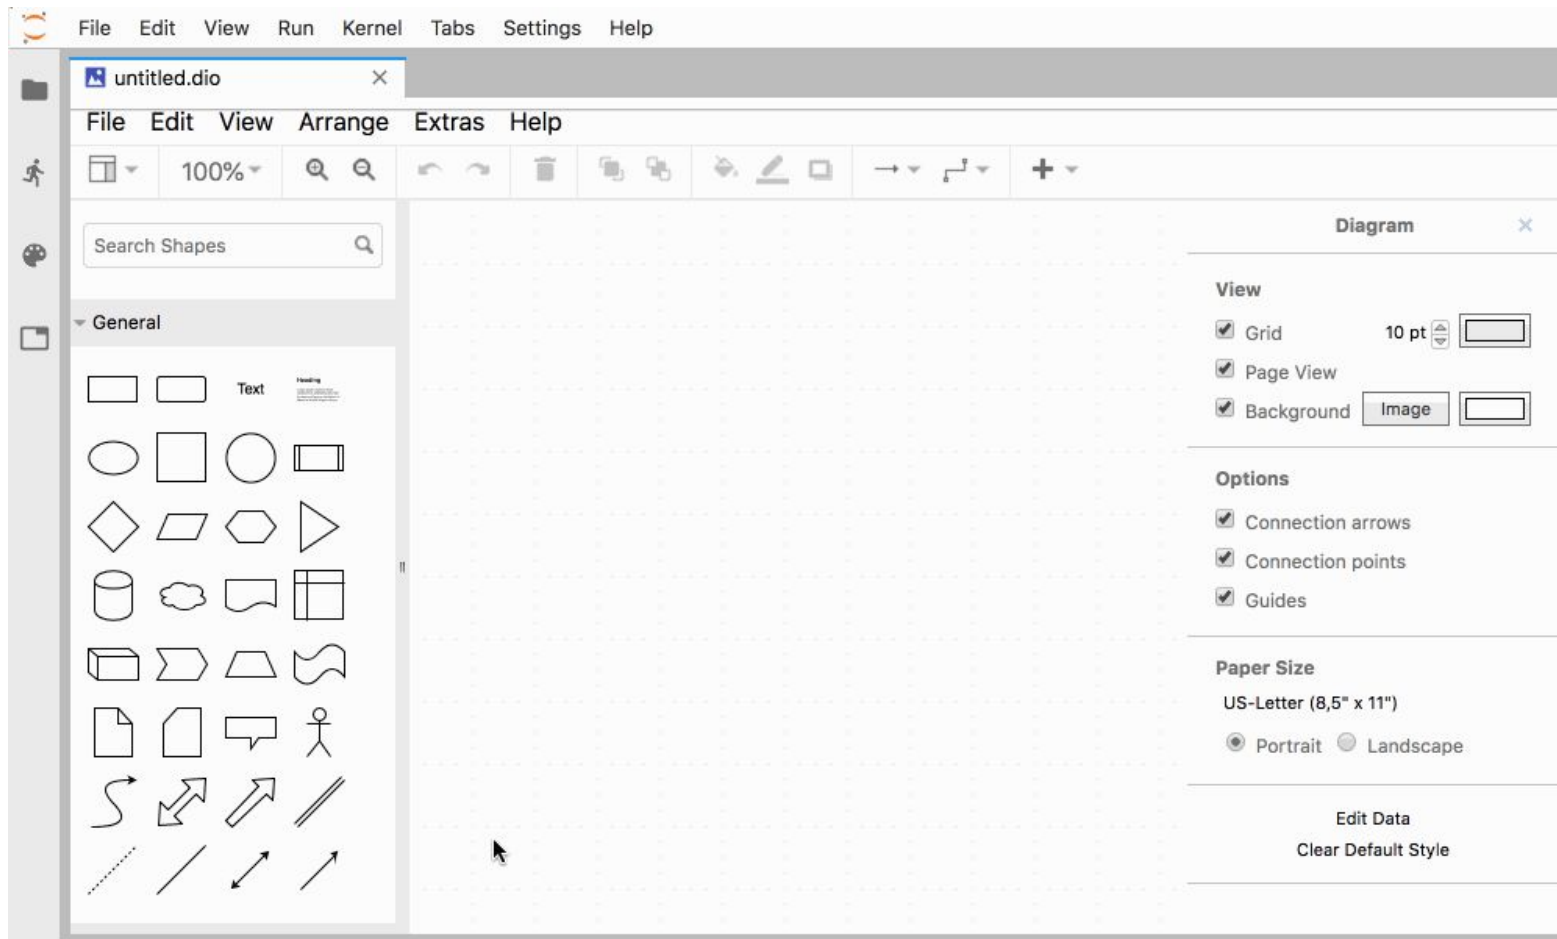 File Edit View Run Kernel Tabs Settings Help
untitled.dio
File Edit View Arrange Extras Help
100%
Search Shapes
General
Text
Heading
Diagram
View
Grid 10 pt
Page View
Background Image
Options
Connection arrows
Connection points
Guides
Paper Size
US-Letter (8,5" x 11")
Portrait Landscape
Edit Data
Clear Default Style